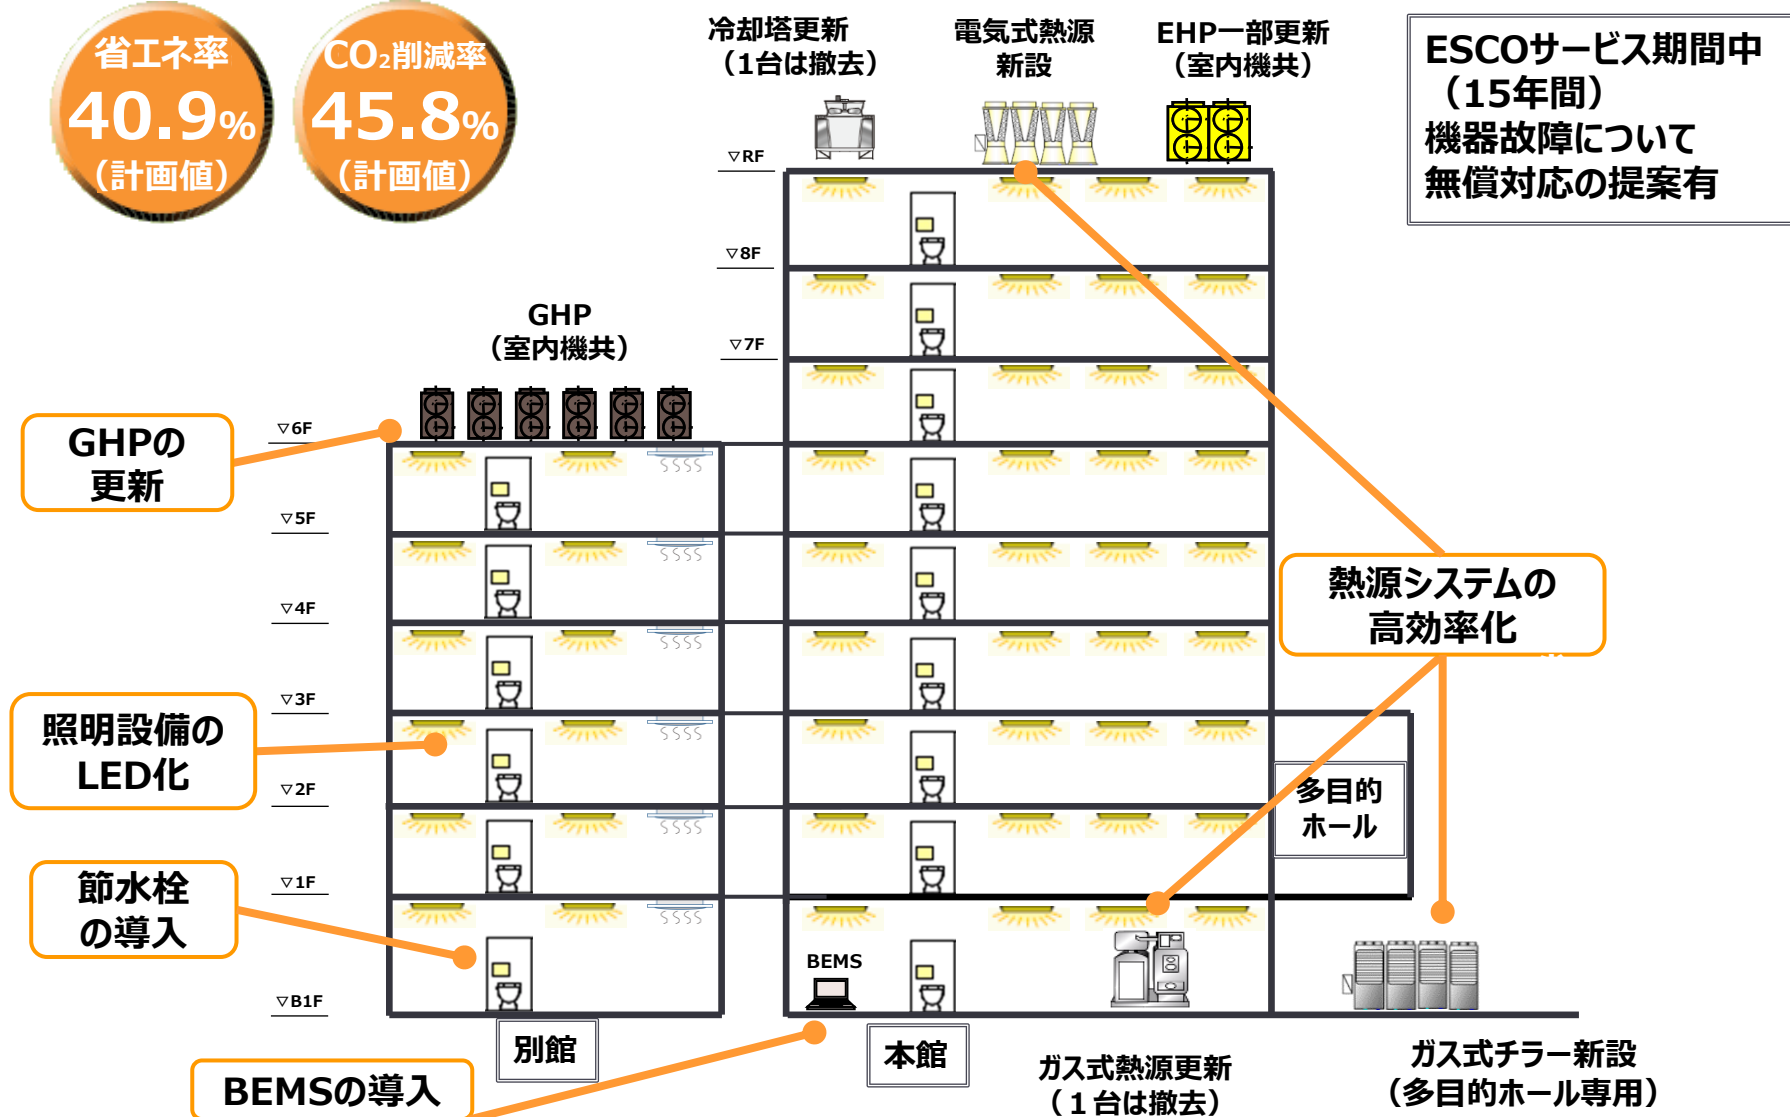 省エネ率
40.9%
(計画値)
CO₂削減率
45.8%
(計画値)
冷却塔更新
（1台は撤去）
電気式熱源
新設
EHP一部更新
（室内機共）
ESCOサービス期間中
（15年間）
機器故障について
無償対応の提案有
▽RF
▽8F
▽7F
GHP
（室内機共）
▽6F
GHPの
更新
▽5F
▽4F
熱源システムの
高効率化
▽3F
照明設備の
LED化
▽2F
多目的
ホール
▽1F
節水栓
の導入
BEMS
▽B1F
別館
本館
BEMSの導入
ガス式熱源更新
（１台は撤去）
ガス式チラー新設
（多目的ホール専用）